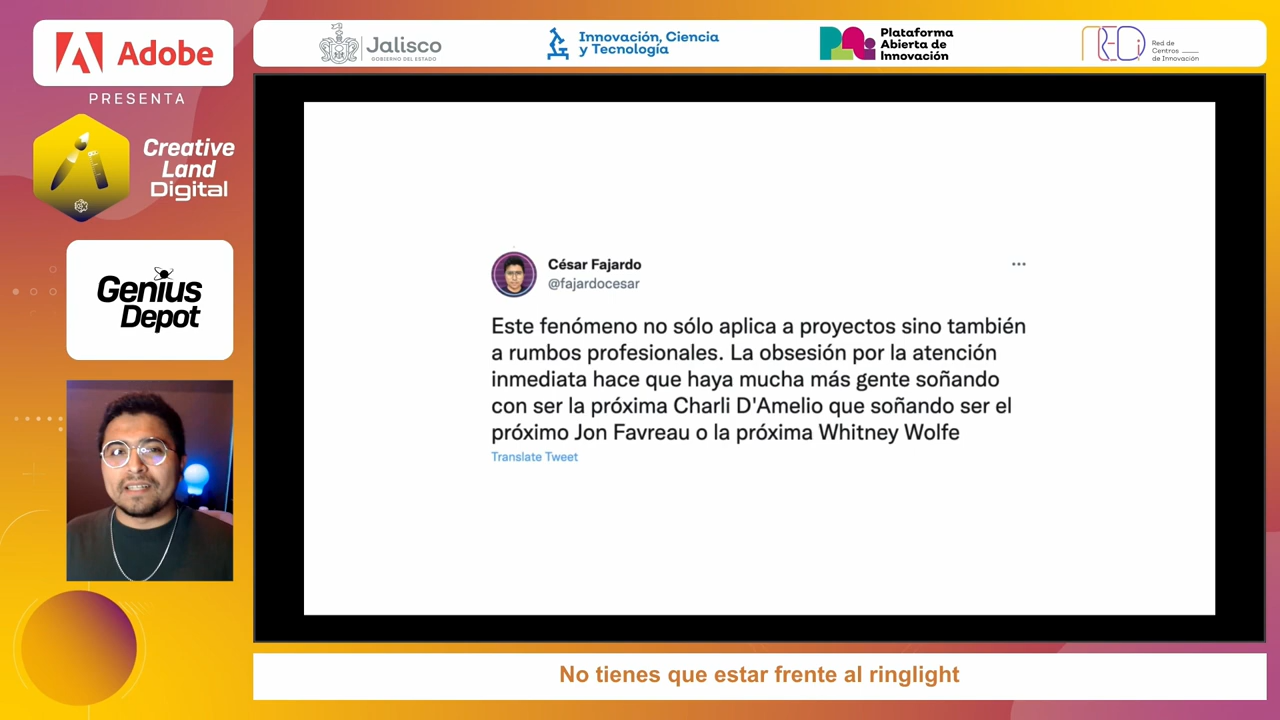 Adobe
PRESENTA
Creative
Land
Digital
Genius
Depot
Jalisco
GOBIERNO DEL ESTADO
Innovación, Ciencia
y Tecnología
Plataforma
Abierta de
Innovación
REDi
Red de
Centros
de Innovación
César Fajardo
@fajardocesar
Este fenómeno no sólo aplica a proyectos sino también
a rumbos profesionales. La obsesión por la atención
inmediata hace que haya mucha más gente soñando
con ser la próxima Charli D'Amelio que soñando ser el
próximo Jon Favreau o la próxima Whitney Wolfe
Translate Tweet
No tienes que estar frente al ringlight